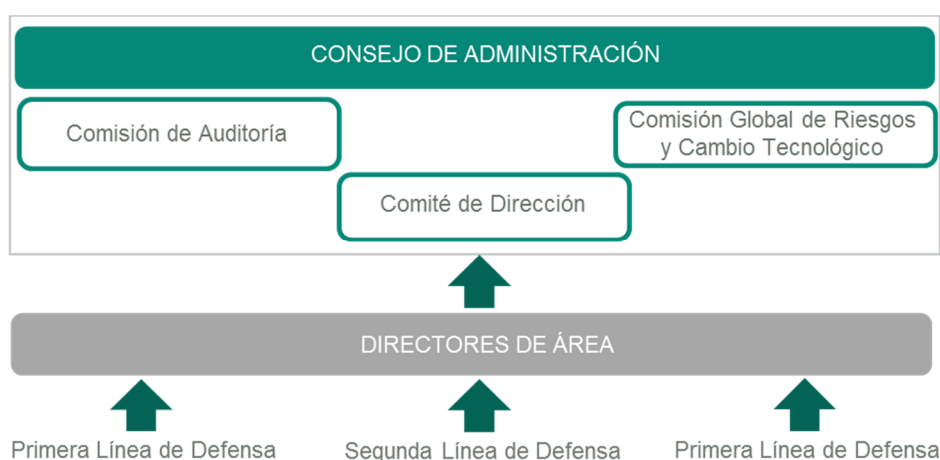 CONSEJO DE ADMINISTRACIÓN
Comisión de Auditoría
Comisión Global de Riesgos
y Cambio Tecnológico
Comité de Dirección
DIRECTORES DE ÁREA
Primera Línea de Defensa
Segunda Línea de Defensa
Primera Línea de Defensa